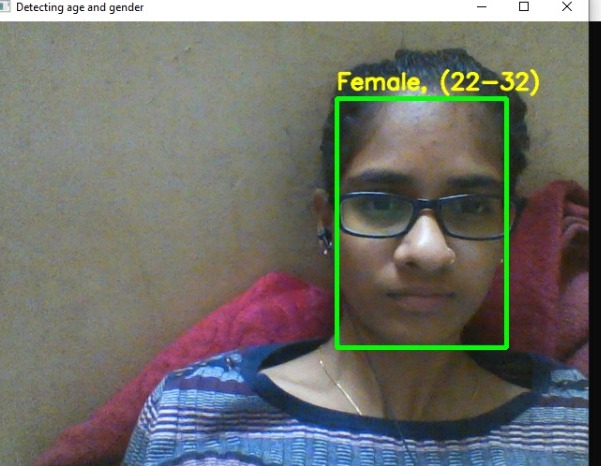 Detecting age and gender
Female, (22-32)